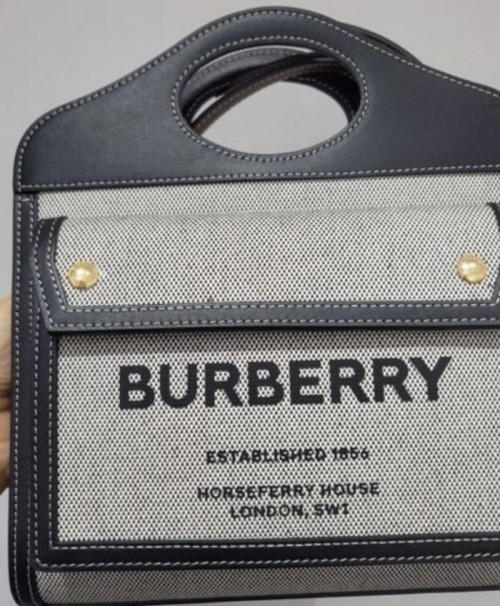 BURBERRY
ESTABLISHED 1856
HORSEFERRY HOUSE
LONDON, SW1